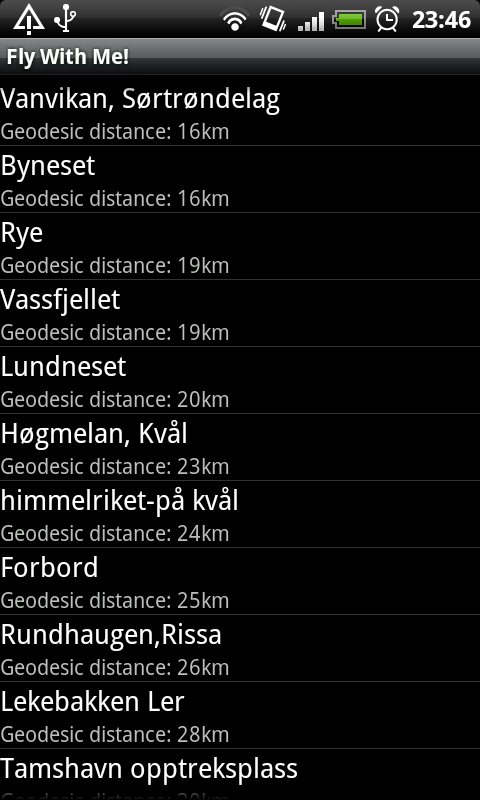 23:46
Fly With Me!
Vanvikan, Sørtrøndelag
Geodesic distance: 16km
Byneset
Geodesic distance: 16km
Rye
Geodesic distance: 19km
Vassfjellet
Geodesic distance: 19km
Lundneset
Geodesic distance: 20km
Høgmelan, Kvål
Geodesic distance: 23km
himmelriket-på kvål
Geodesic distance: 24km
Forbord
Geodesic distance: 25km
Rundhaugen,Rissa
Geodesic distance: 26km
Lekebakken Ler
Geodesic distance: 28km
Tamshavn opptreksplass
Geodesic distance: